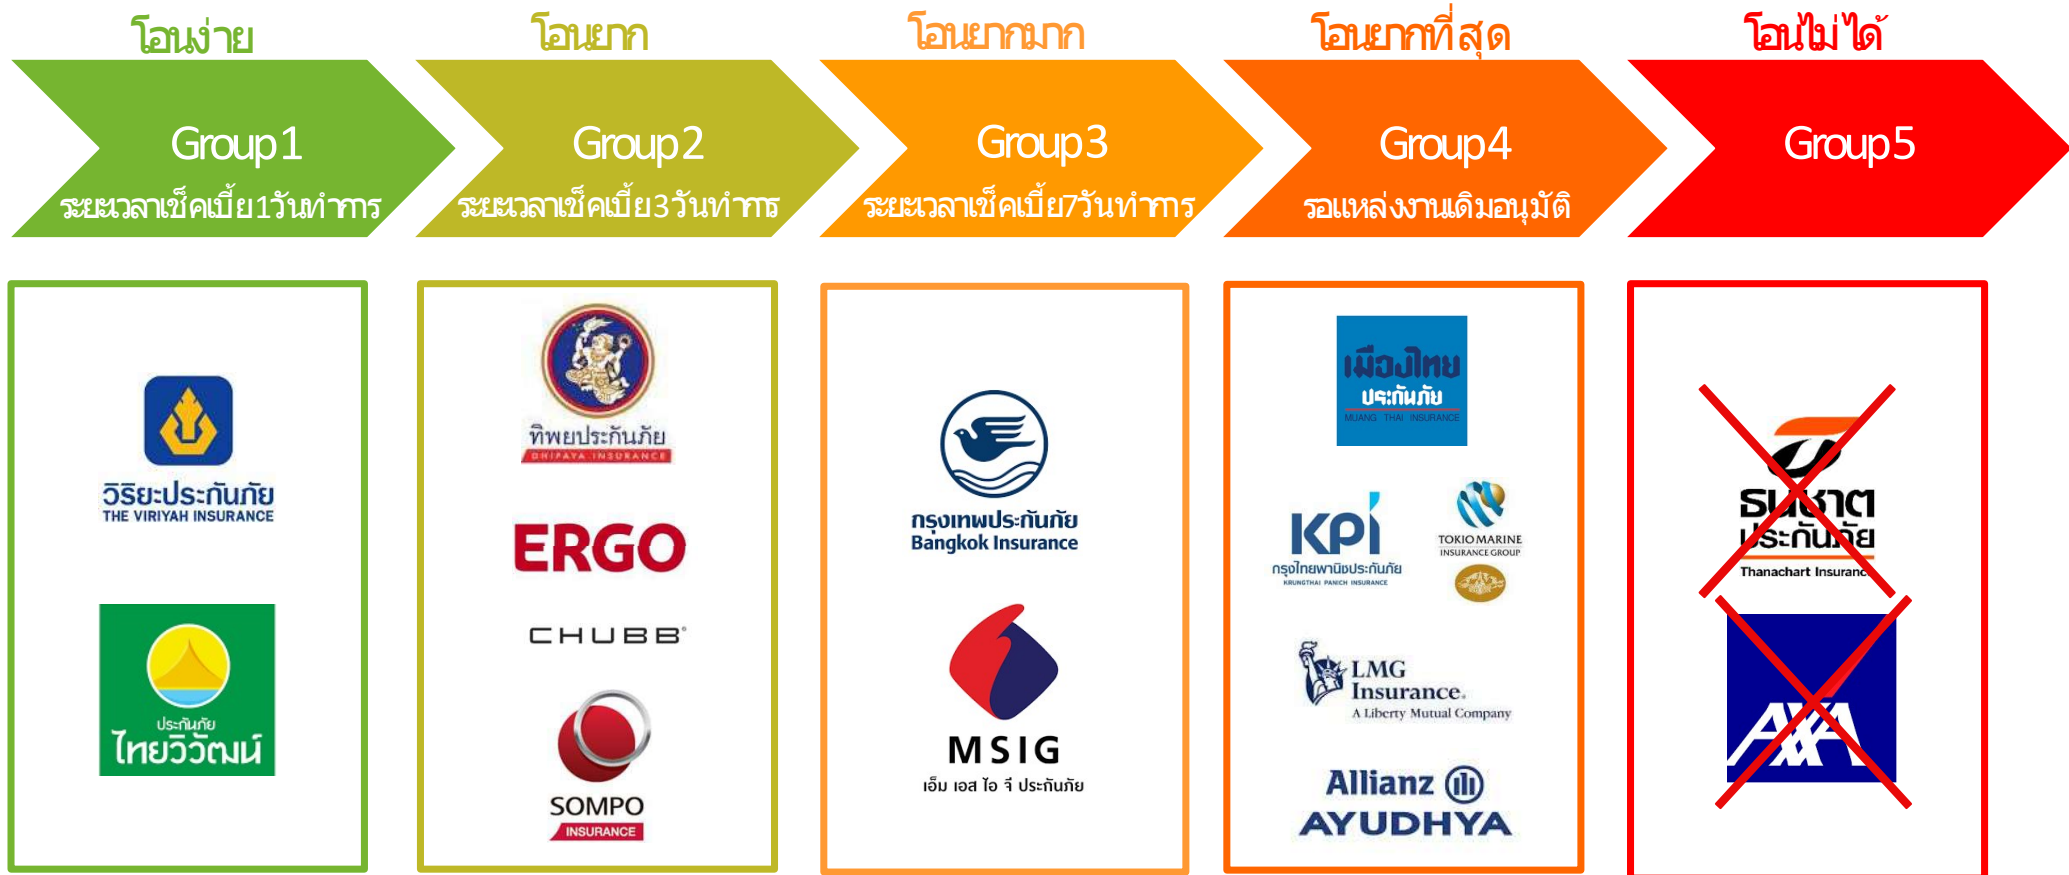 โอนง่าย
โอนยาก
โอนยากมาก
โอนยากที่สุด
โอนไม่ได้
Group1
ระยะเวลาเช็คเบี้ย1วันทำการ
Group2
ระยะเวลาเช็คเบี้ย3วันทำการ
Group3
ระยะเวลาเช็คเบี้ย7วันทำการ
Group4
รอแหล่งงานเดิมอนุมัติ
Group5
วิริยะประกันภัย
THE VIRIYAH INSURANCE
ประกันภัย
ไทยวิวัฒน์
ทิพยประกันภัย
DHIPAYA INSURANCE
ERGO
CHUBB®
SOMPO
INSURANCE
กรุงเทพประกันภัย
Bangkok Insurance
MSIG
เอ็ม เอส ไอ จี ประกันภัย
เมืองไทย
ประกันภัย
MUANG THAI INSURANCE
KPI
กรุงไทยพานิชประกันภัย
KRUNGTHAI PANICH INSURANCE
TOKIO MARINE
INSURANCE GROUP
LMG
Insurance.
A Liberty Mutual Company
Allianz
AYUDHYA
ธนชาต
ประกันภัย
Thanachart Insurance
AXA